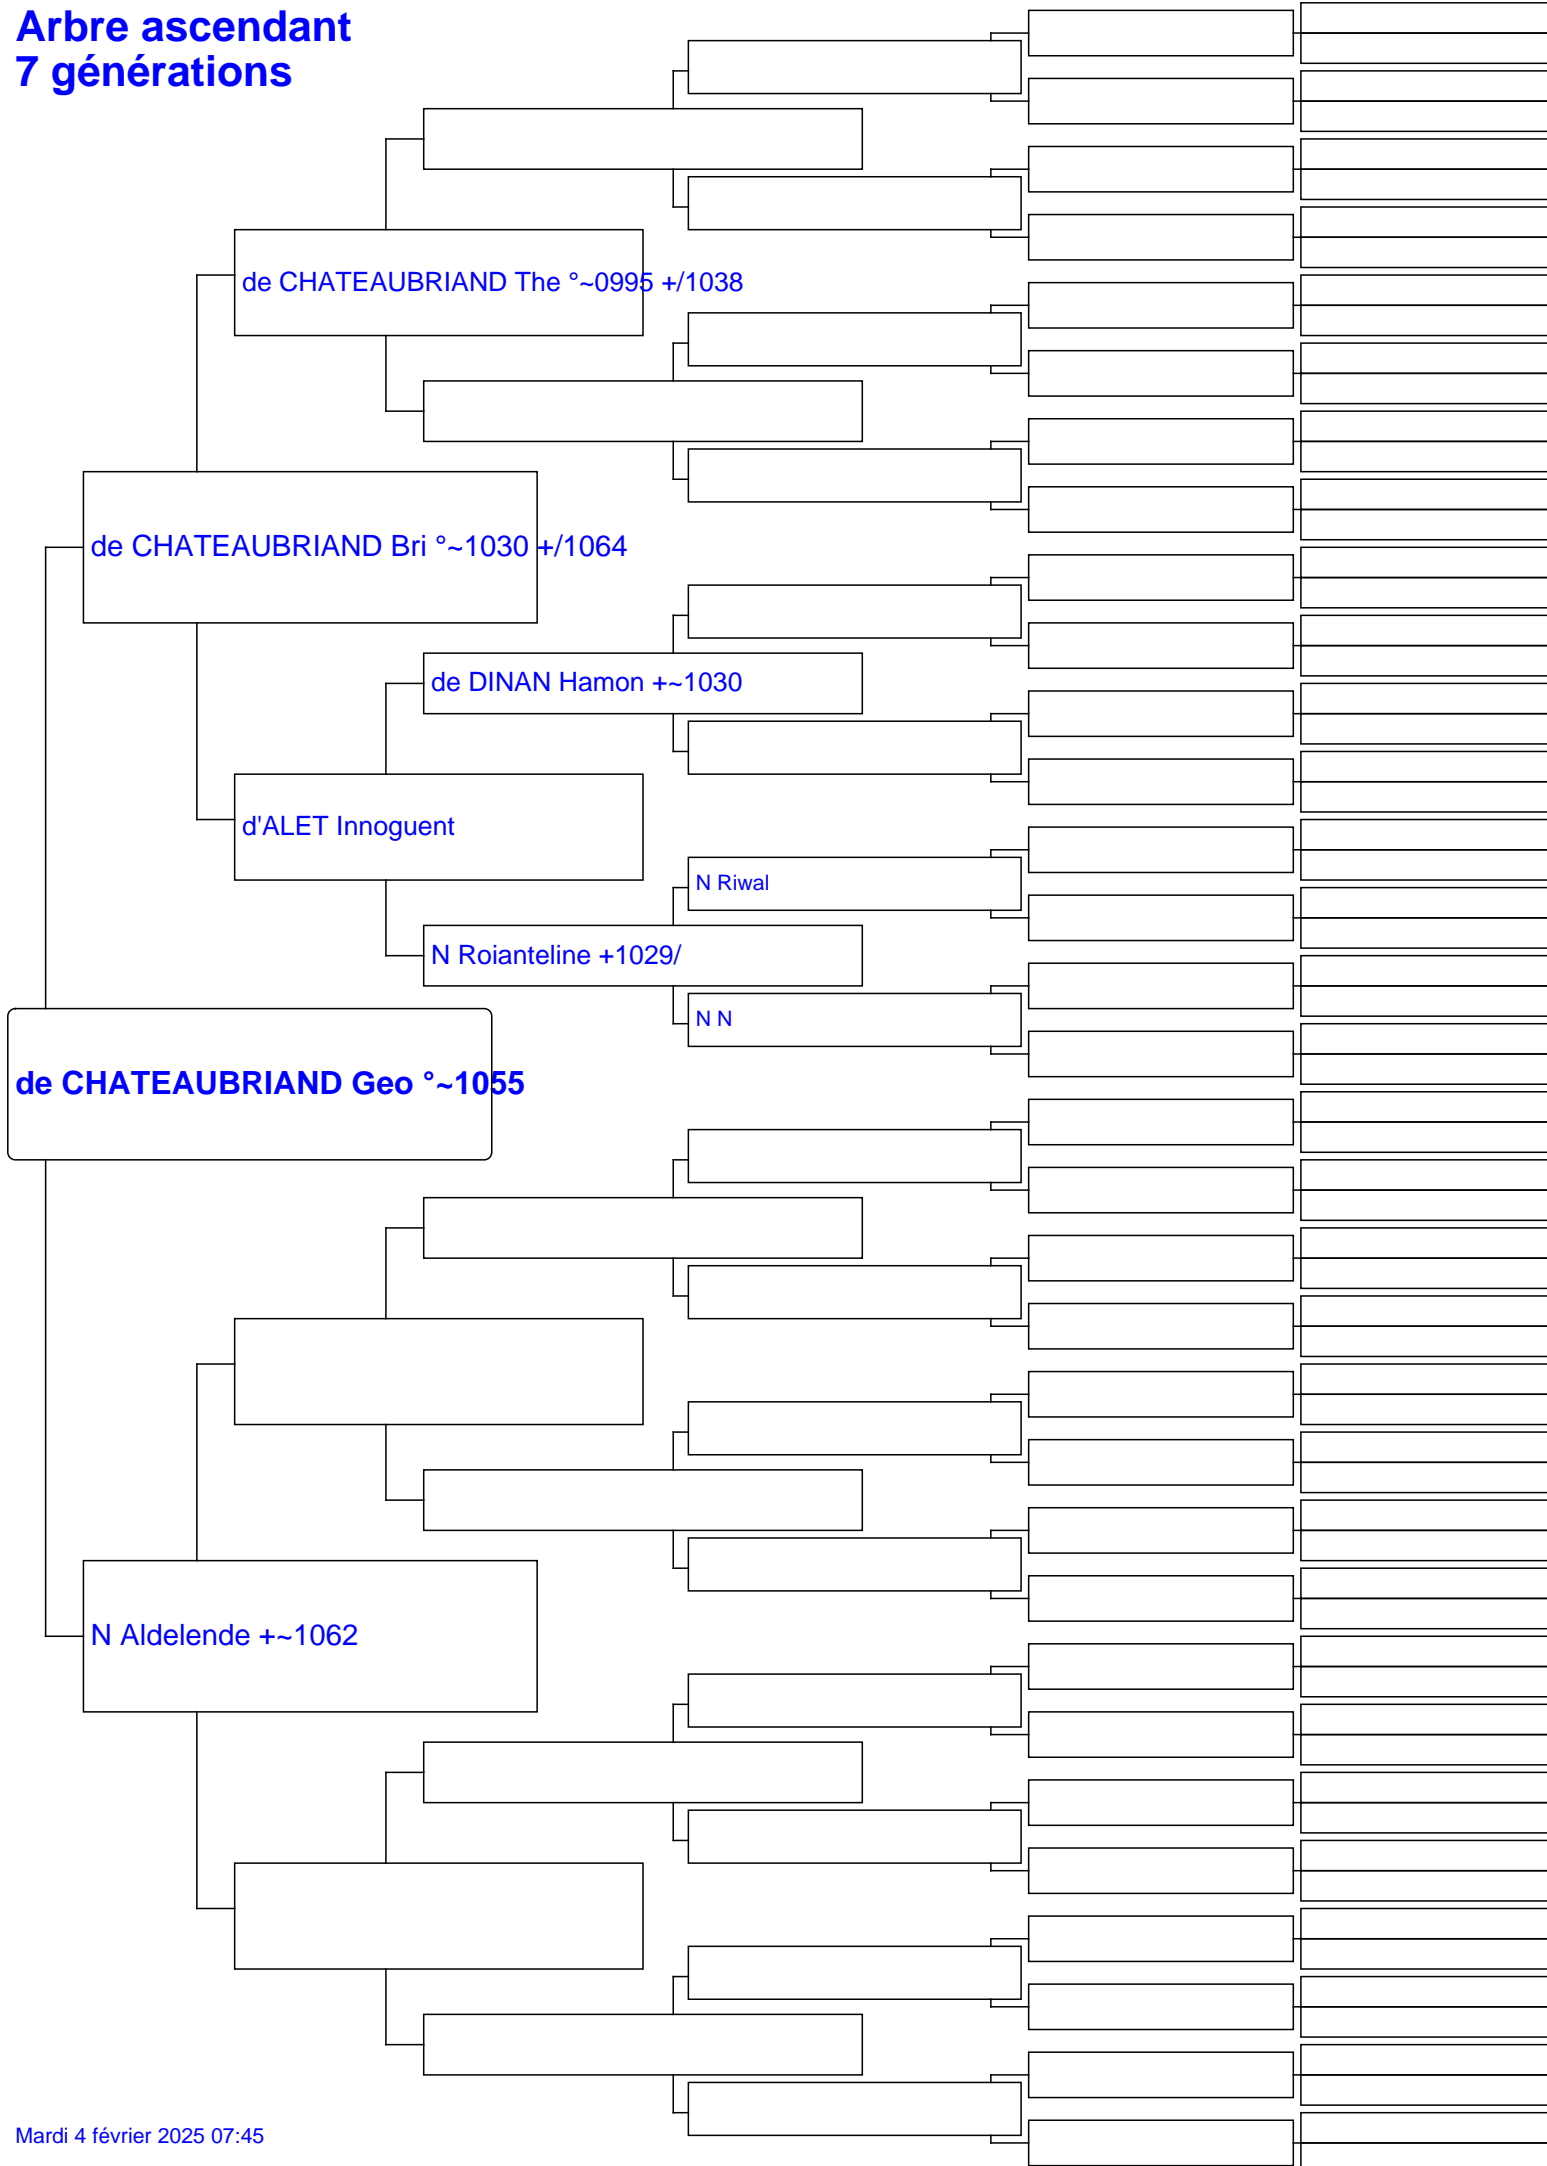 Arbre ascendant
7 générations
de CHATEAUBRIAND The °~0995 +/1038
de CHATEAUBRIAND Bri °~1030 +/1064
de DINAN Hamon +~1030
d'ALET Innoguent
N Riwal
N Roianteline +1029/
N N
de CHATEAUBRIAND Geo °~1055
N Aldelende +~1062
Mardi 4 février 2025 07:45